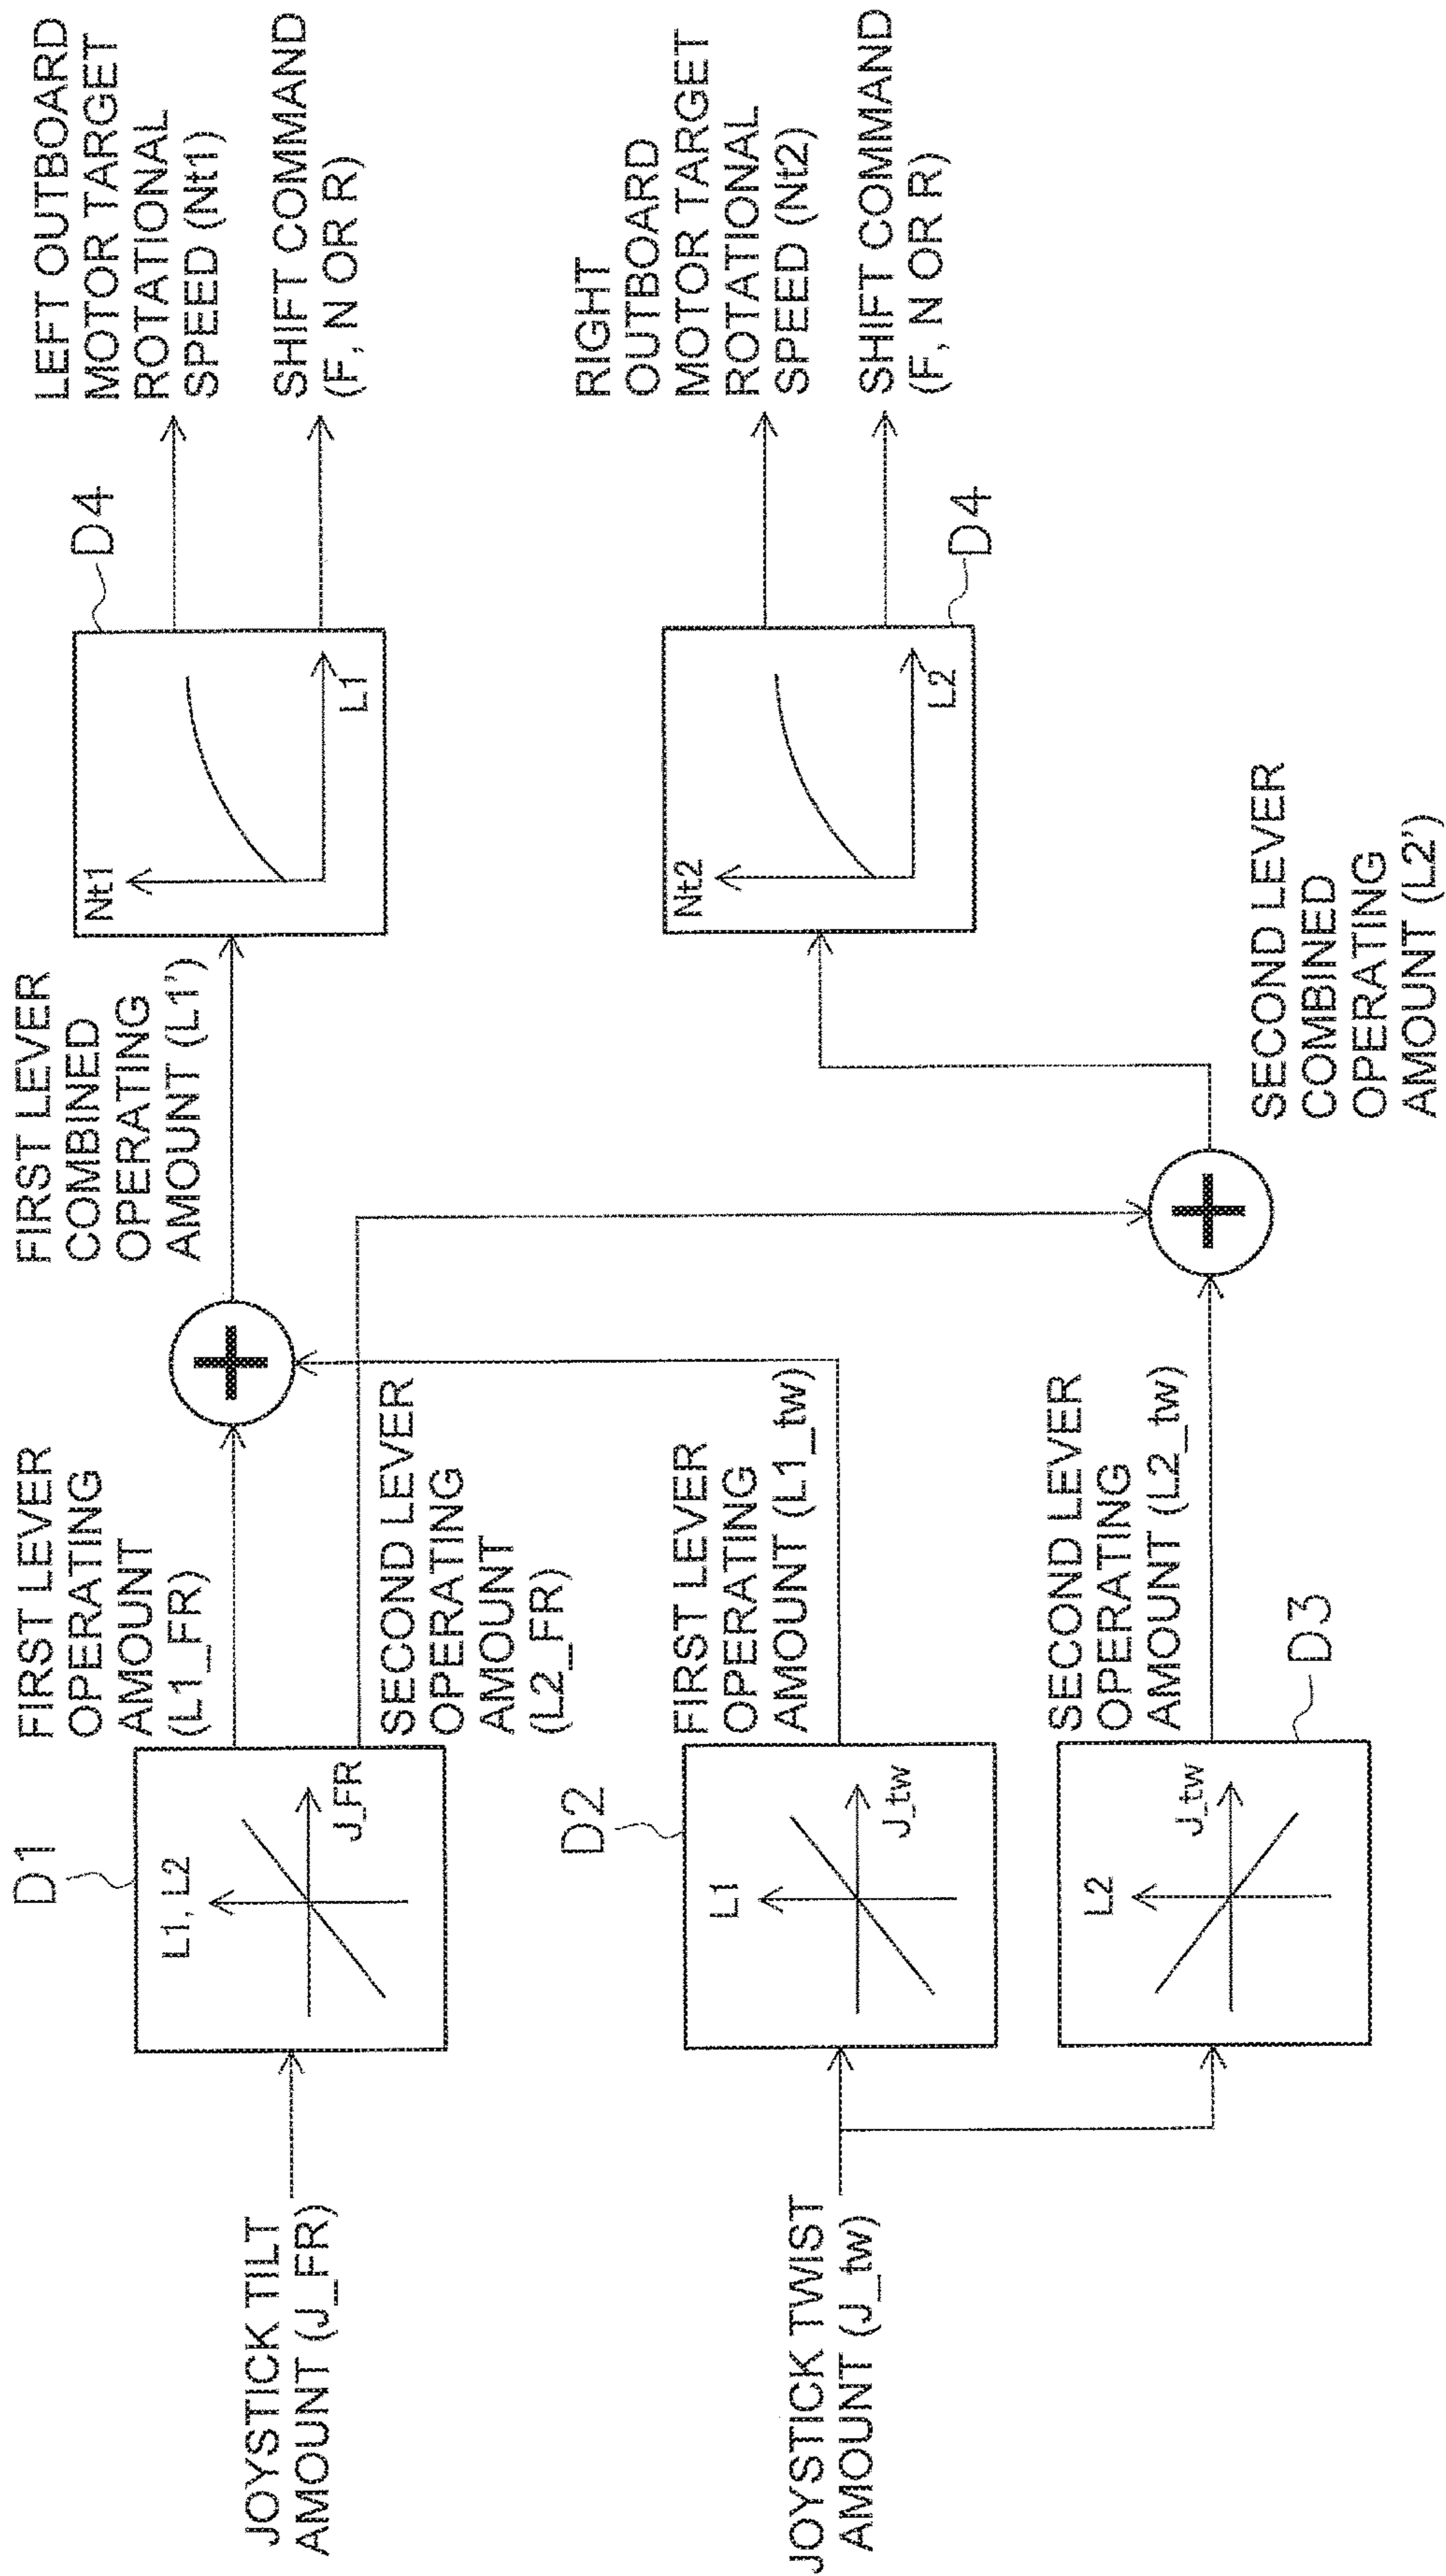 JOYSTICK TILT
AMOUNT (J_FR)
D1
L1, L2
J_FR
FIRST LEVER
OPERATING
AMOUNT
(L1_FR)
SECOND LEVER
OPERATING
AMOUNT
(L2_FR)
FIRST LEVER
COMBINED
OPERATING
AMOUNT (L1')
Nt1
L1
D4
LEFT OUTBOARD
MOTOR TARGET
ROTATIONAL
SPEED (Nt1)
SHIFT COMMAND
(F, N OR R)
JOYSTICK TWIST
AMOUNT (J_tw)
D2
L1
J_tw
FIRST LEVER
OPERATING
AMOUNT (L1_tw)
L2
J_tw
D3
SECOND LEVER
OPERATING
AMOUNT (L2_tw)
SECOND LEVER
COMBINED
OPERATING
AMOUNT (L2')
Nt2
L2
D4
RIGHT
OUTBOARD
MOTOR TARGET
ROTATIONAL
SPEED (Nt2)
SHIFT COMMAND
(F, N OR R)